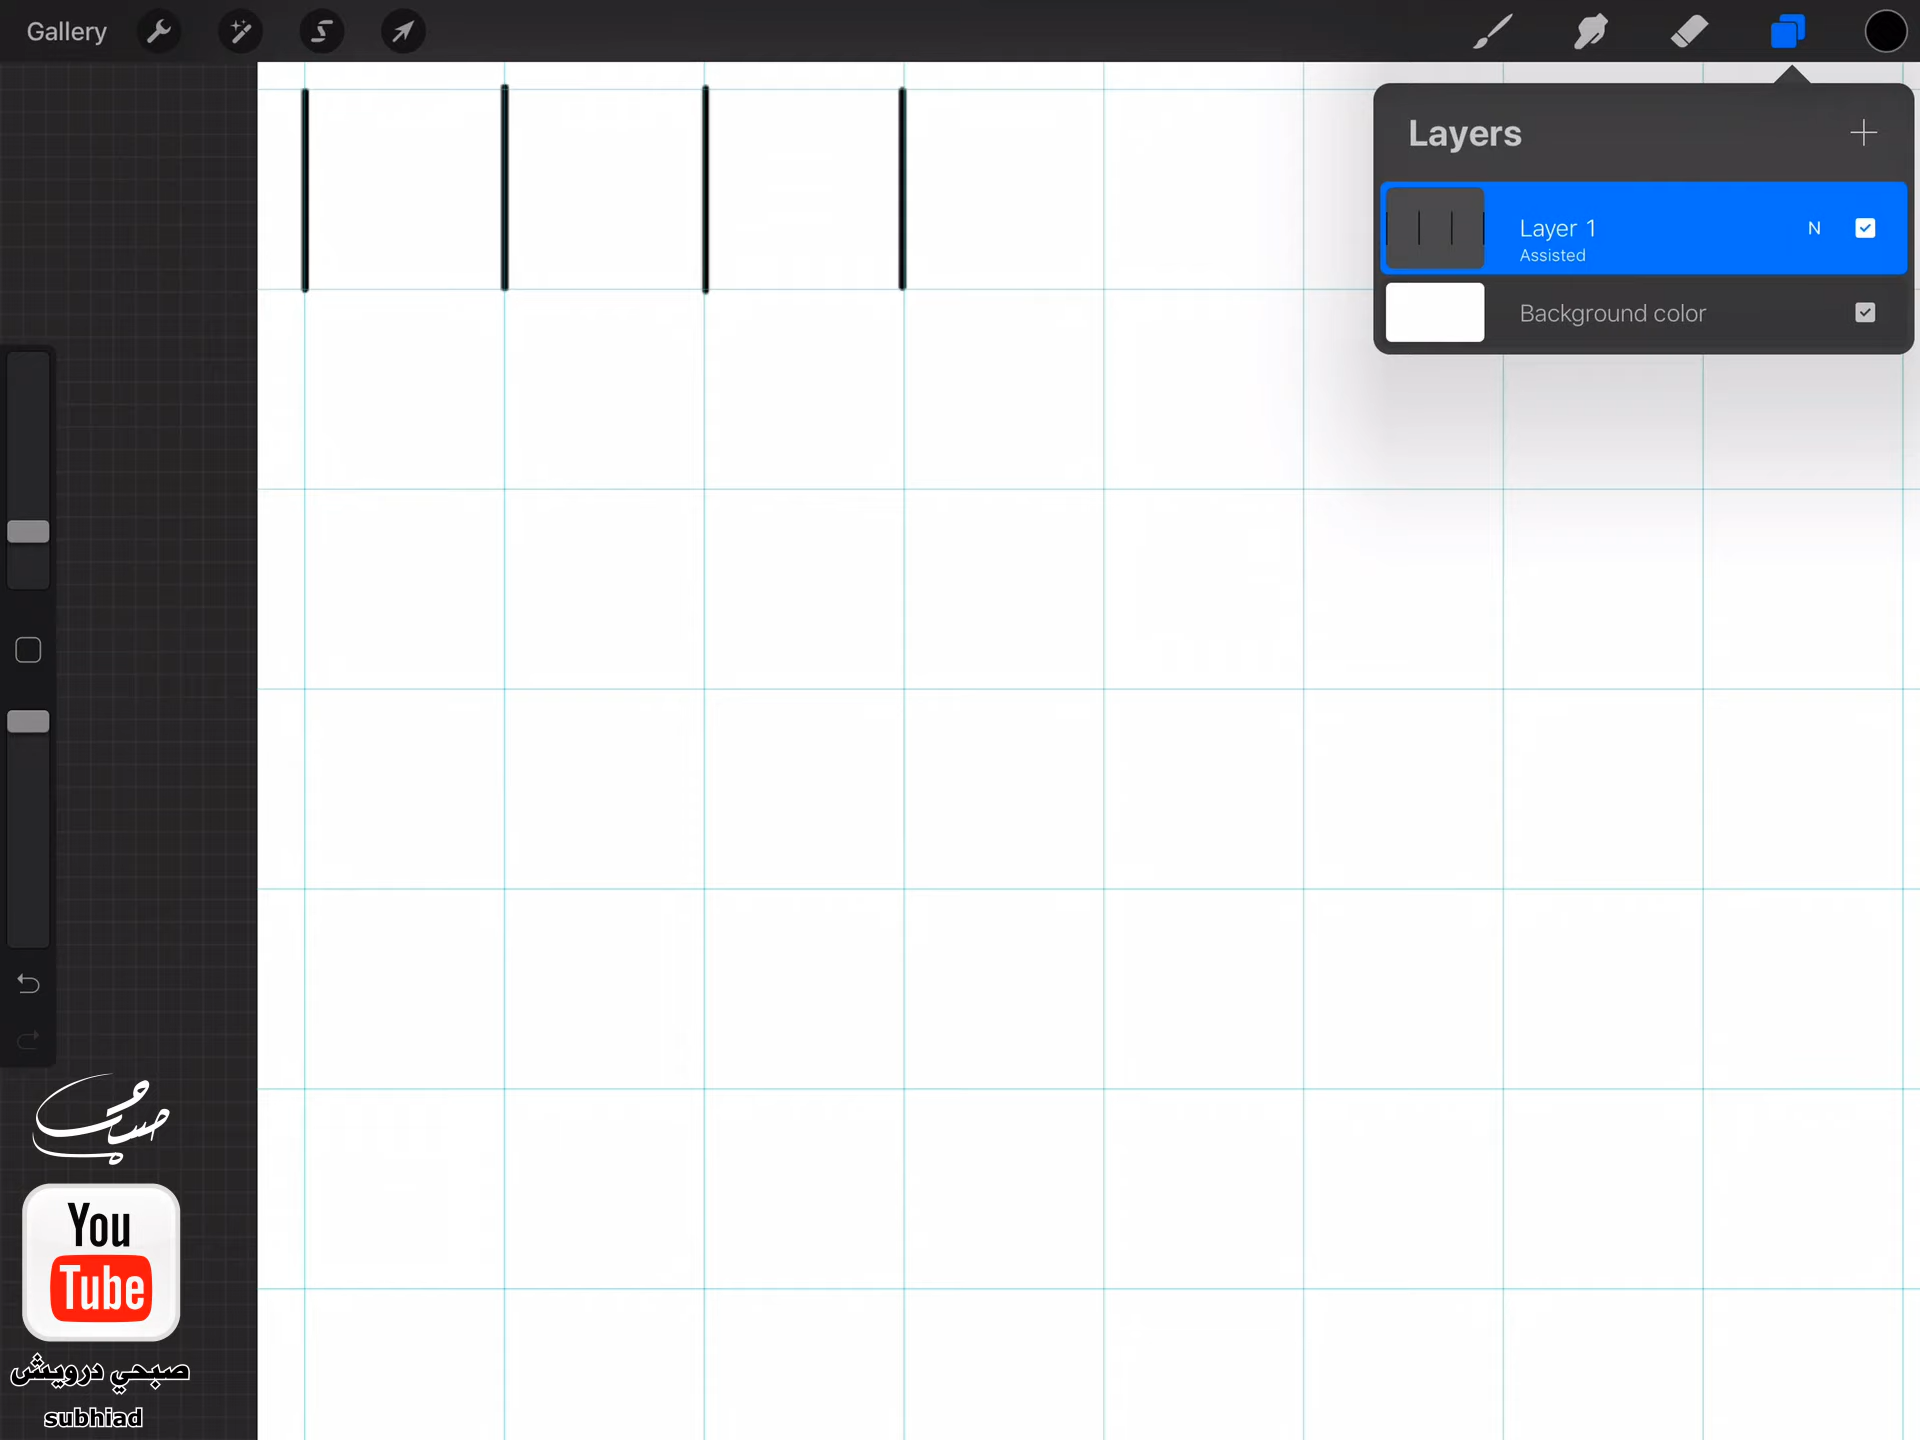 Gallery
Layers
Layer 1
N
Assisted
Background color
You
Tube
صبحي درويش
subhiad